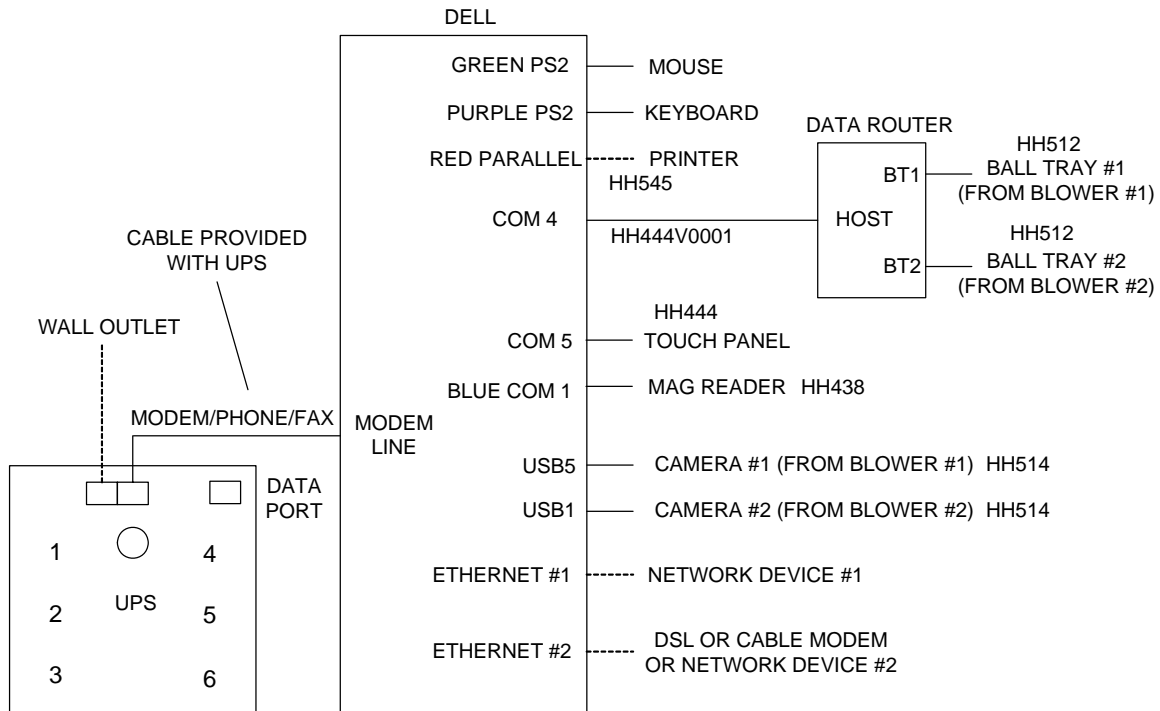 DELL
GREEN PS2
MOUSE
PURPLE PS2
KEYBOARD
RED PARALLEL
PRINTER
HH545
COM 4
HH444V0001
DATA ROUTER
HOST
BT1
BT2
HH512
BALL TRAY #1
(FROM BLOWER #1)
HH512
BALL TRAY #2
(FROM BLOWER #2)
CABLE PROVIDED
WITH UPS
WALL OUTLET
MODEM/PHONE/FAX
MODEM
LINE
HH444
COM 5
TOUCH PANEL
BLUE COM 1
MAG READER HH438
USB5
CAMERA #1 (FROM BLOWER #1) HH514
USB1
CAMERA #2 (FROM BLOWER #2) HH514
ETHERNET #1
NETWORK DEVICE #1
ETHERNET #2
DSL OR CABLE MODEM
OR NETWORK DEVICE #2
DATA
PORT
1
4
UPS
2
5
3
6